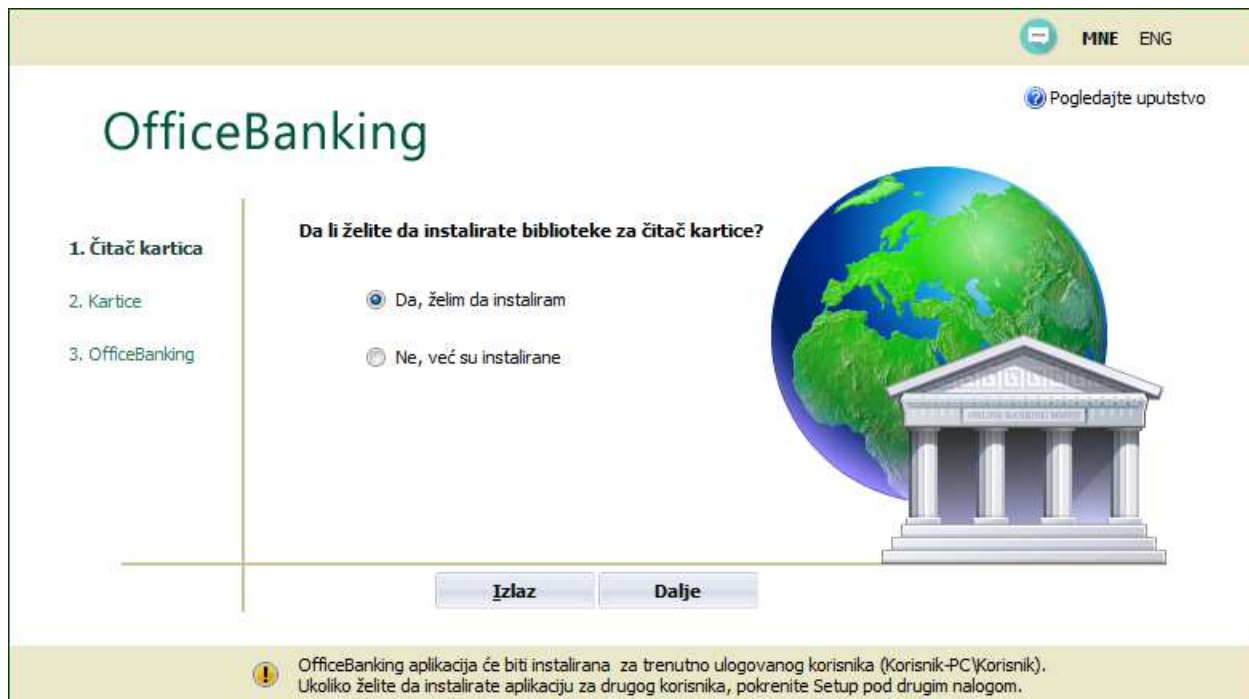 MNE ENG
Pogledajte uputstvo
OfficeBanking
Da li želite da instalirate biblioteke za čitač kartice?
1. Čitač kartica
2. Kartice
3. OfficeBanking
Da, želim da instaliram
Ne, već su instalirane
Izlaz Dalje
OfficeBanking aplikacija će biti instalirana za trenutno ulogovanog korisnika (Korisnik-PC\Korisnik).
Ukoliko želite da instalirate aplikaciju za drugog korisnika, pokrenite Setup pod drugim nalogom.